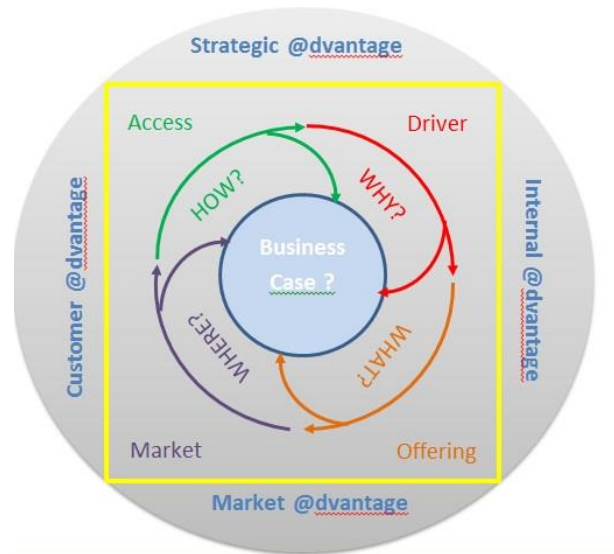 Strategic @dvantage
Access
Driver
HOW?
WHY?
Customer @dvantage
Business
Case ?
Internal @dvantage
WHERE?
WHAT?
Market
Offering
Market @dvantage